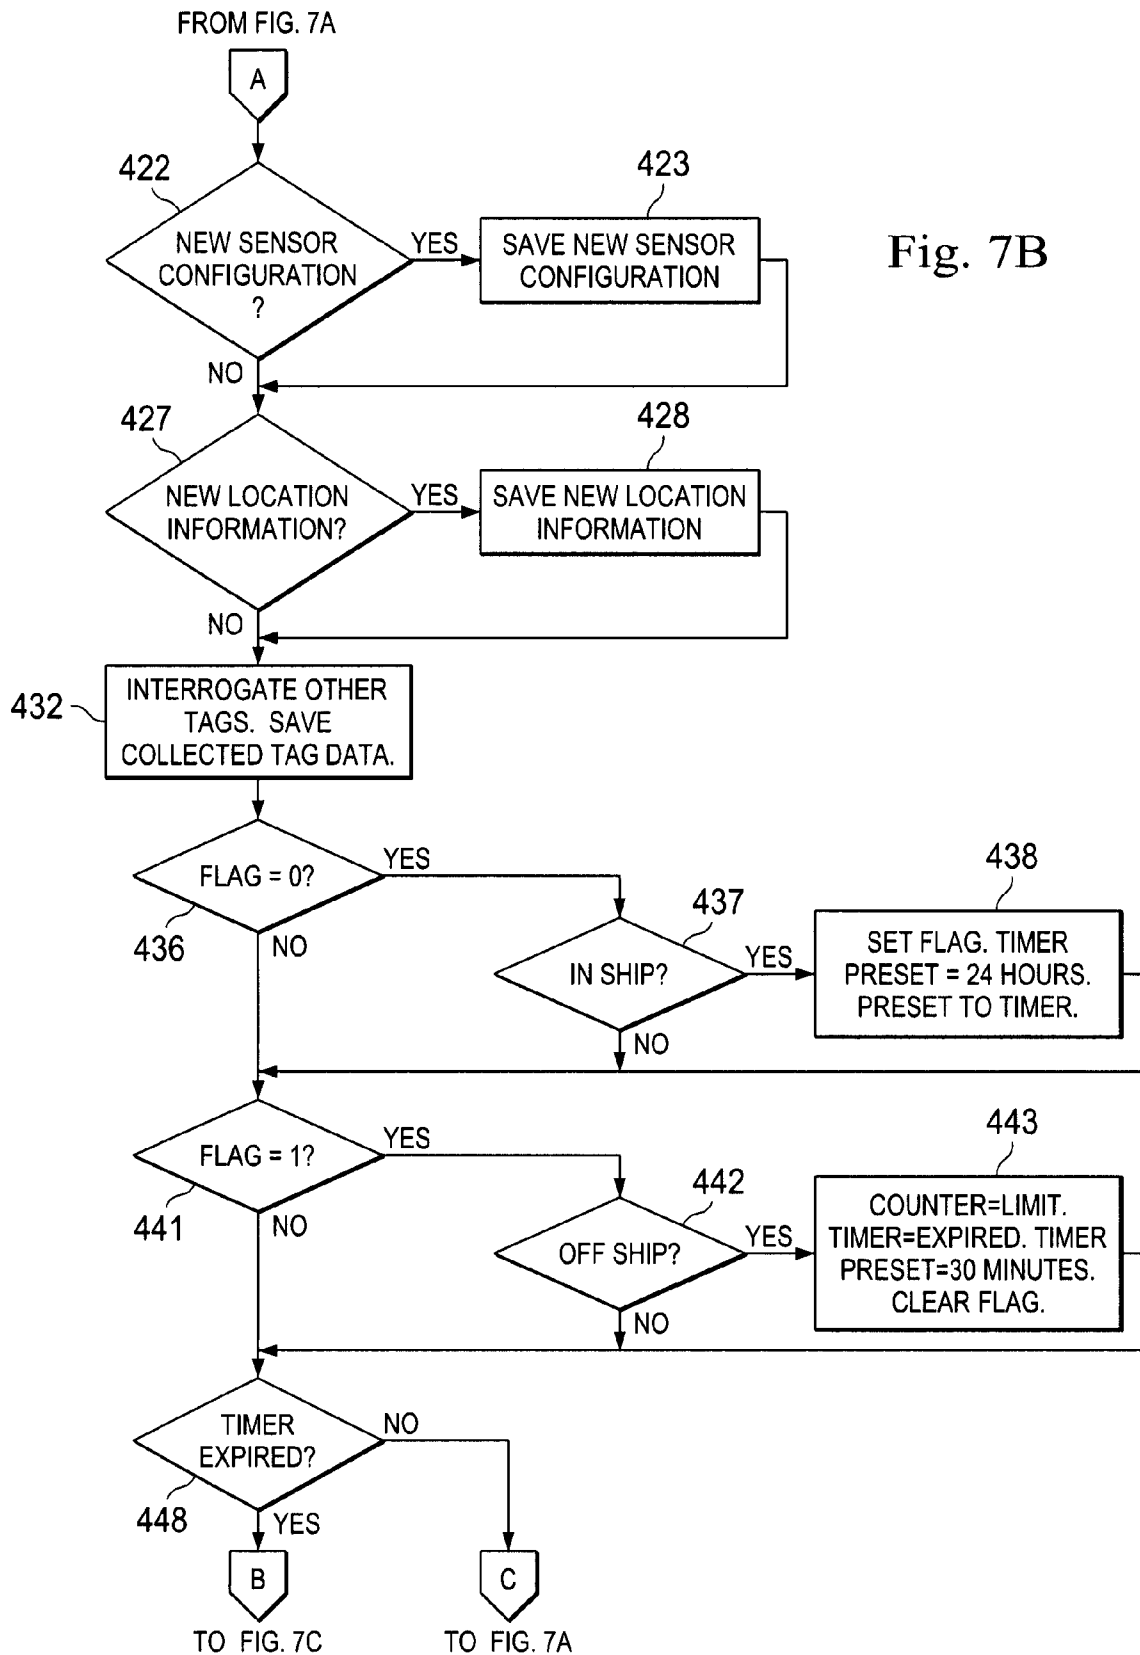 FROM FIG. 7A
A
422
423
NEW SENSOR
CONFIGURATION
?
YES
SAVE NEW SENSOR
CONFIGURATION
Fig. 7B
NO
427
428
NEW LOCATION
INFORMATION?
YES
SAVE NEW LOCATION
INFORMATION
NO
432
INTERROGATE OTHER
TAGS. SAVE
COLLECTED TAG DATA.
FLAG = 0?
YES
436
NO
437
438
IN SHIP?
YES
SET FLAG. TIMER
PRESET = 24 HOURS.
PRESET TO TIMER.
NO
FLAG = 1?
YES
441
NO
442
443
OFF SHIP?
YES
COUNTER=LIMIT.
TIMER=EXPIRED. TIMER
PRESET=30 MINUTES.
CLEAR FLAG.
NO
TIMER
EXPIRED?
NO
448
YES
B
C
TO FIG. 7C
TO FIG. 7A